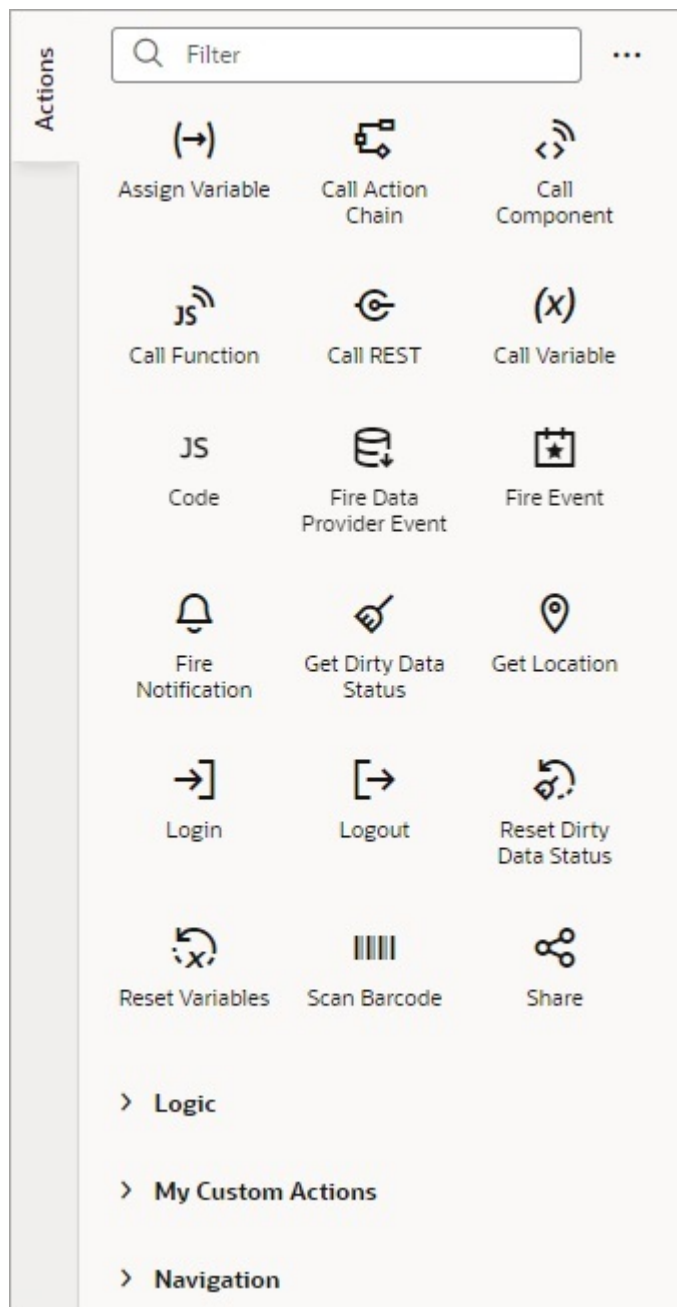 Actions
Filter
(→)
Assign Variable
Call Action
Chain
Call
Component
JS
Call Function
Call REST
(x)
Call Variable
JS
Code
Fire Data
Provider Event
Fire Event
Fire
Notification
Get Dirty Data
Status
Get Location
Login
Logout
Reset Dirty
Data Status
x
Reset Variables
Scan Barcode
Share
Logic
My Custom Actions
Navigation